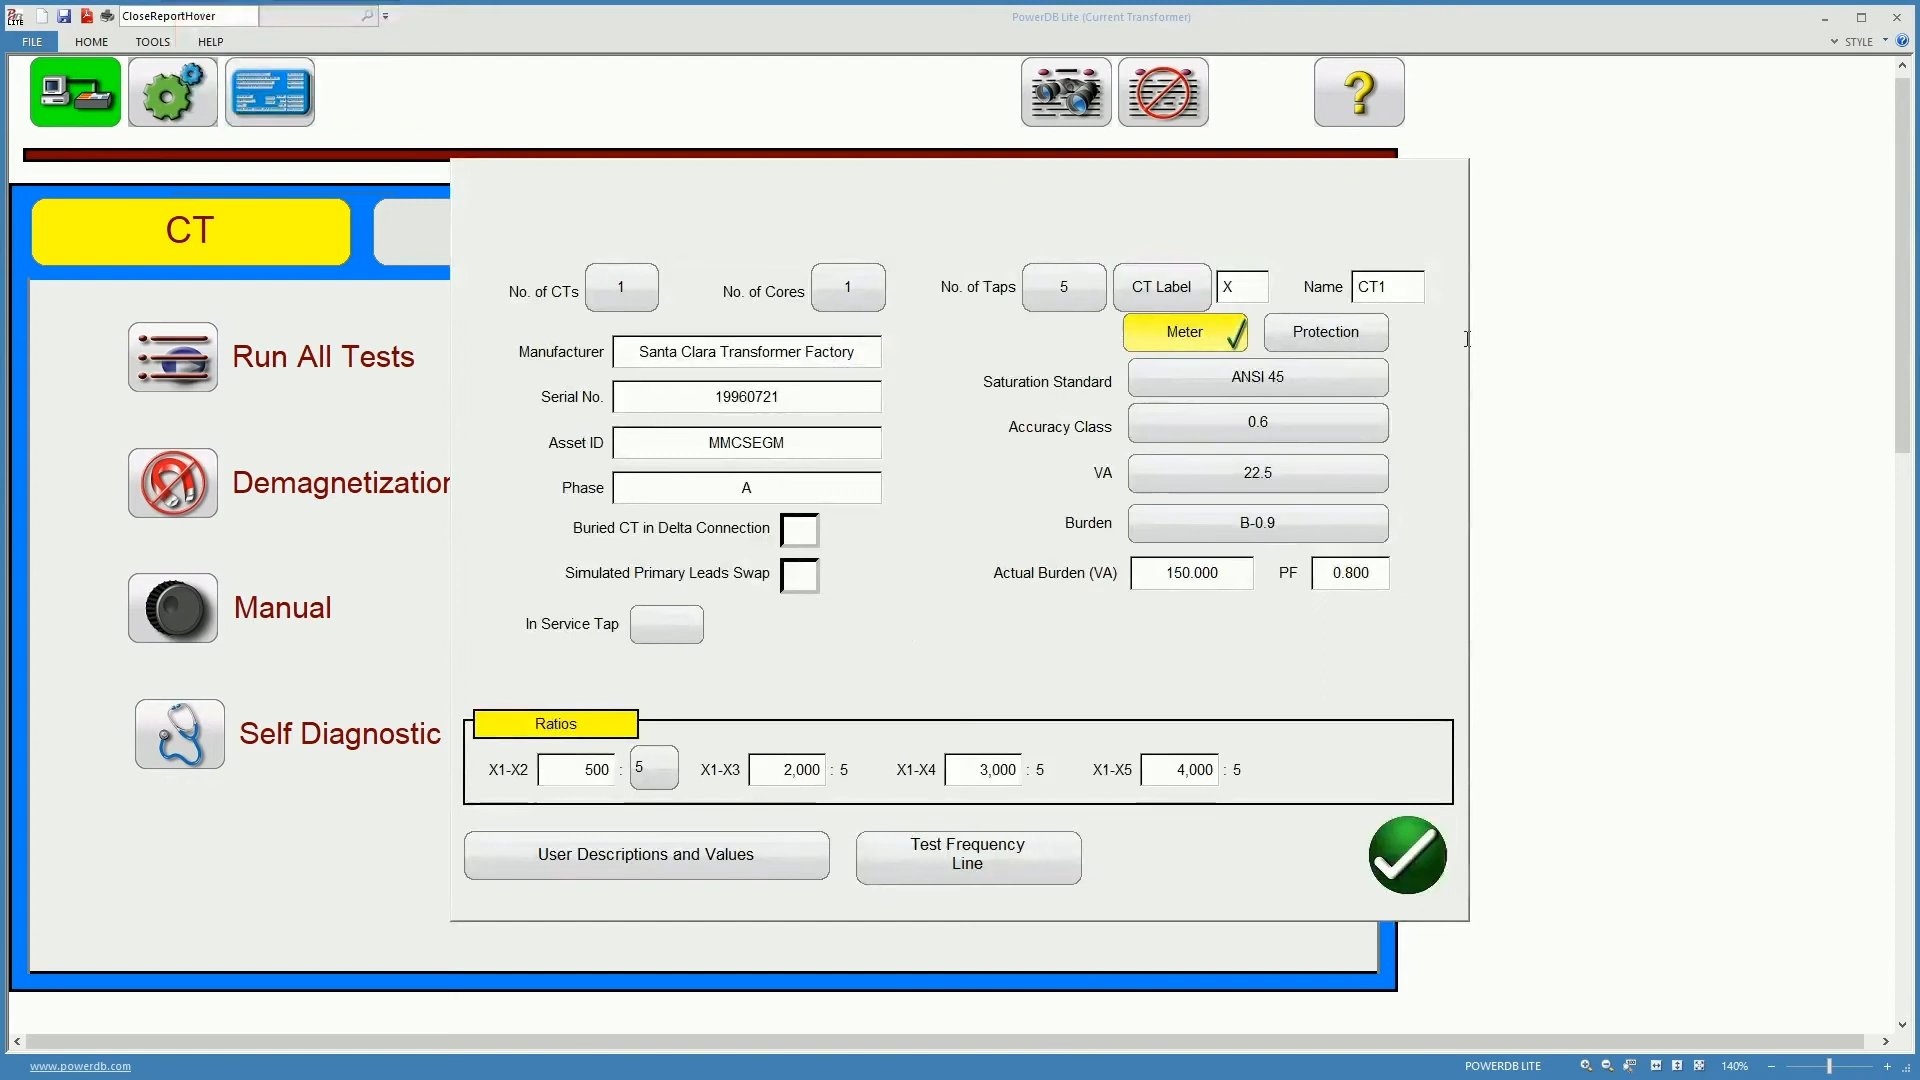 CloseReportHover
PowerDB Lite (Current Transformer)
FILE HOME TOOLS HELP STYLE
CT
No. of CTs 1 No. of Cores 1 No. of Taps 5 CT Label X Name CT1
Meter Protection
Manufacturer Santa Clara Transformer Factory
Saturation Standard ANSI 45
Run All Tests
Serial No. 19960721
Accuracy Class 0.6
Asset ID MMCSEGM
VA 22.5
Demagnetization
Phase A
Burden B-0.9
Buried CT in Delta Connection
Simulated Primary Leads Swap
Actual Burden (VA) 150.000 PF 0.800
Manual
In Service Tap
Self Diagnostic
Ratios
X1-X2 500 : 5 X1-X3 2,000 : 5 X1-X4 3,000 : 5 X1-X5 4,000 : 5
User Descriptions and Values
Test Frequency
Line
www.powerdb.com
POWERDB LITE 140%